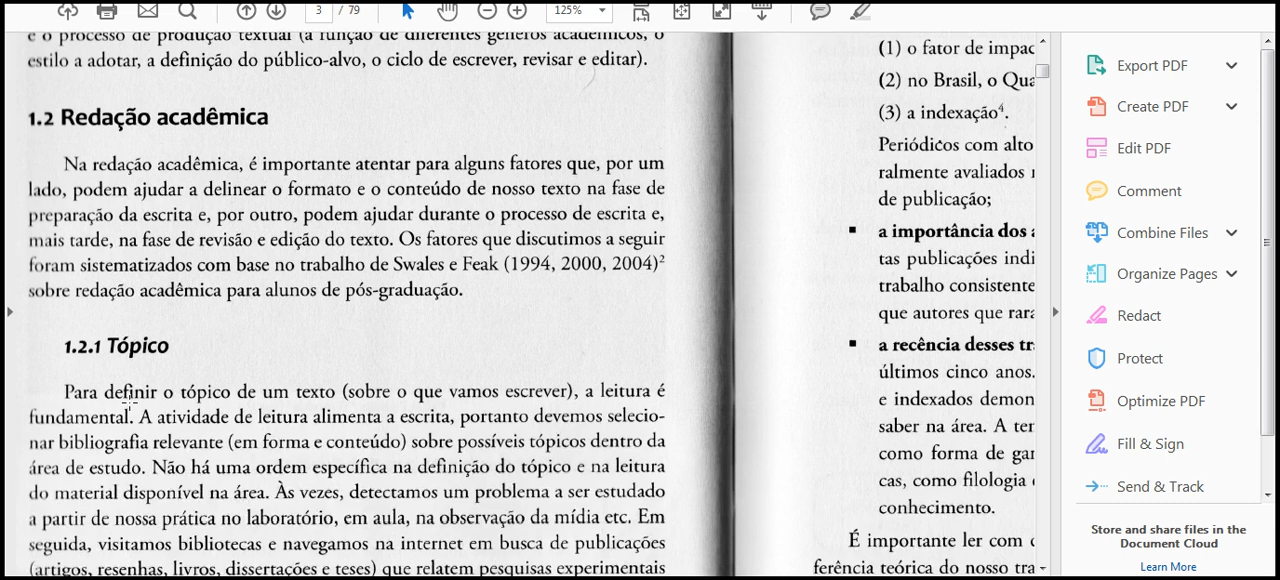 3 / 79
125%
e o processo de produção textual (a função de diferentes gêneros acadêmicos, o
estilo a adotar, a definição do público-alvo, o ciclo de escrever, revisar e editar).
1.2 Redação acadêmica
Na redação acadêmica, é importante atentar para alguns fatores que, por um
lado, podem ajudar a delinear o formato e o conteúdo de nosso texto na fase de
preparação da escrita e, por outro, podem ajudar durante o processo de escrita e,
mais tarde, na fase de revisão e edição do texto. Os fatores que discutimos a seguir
foram sistematizados com base no trabalho de Swales e Feak (1994, 2000, 2004)²
sobre redação acadêmica para alunos de pós-graduação.
1.2.1 Tópico
Para definir o tópico de um texto (sobre o que vamos escrever), a leitura é
fundamental. A atividade de leitura alimenta a escrita, portanto devemos selecio-
nar bibliografia relevante (em forma e conteúdo) sobre possíveis tópicos dentro da
área de estudo. Não há uma ordem específica na definição do tópico e na leitura
do material disponível na área. Às vezes, detectamos um problema a ser estudado
a partir de nossa prática no laboratório, em aula, na observação da mídia etc. Em
seguida, visitamos bibliotecas e navegamos na internet em busca de publicações
(artigos, resenhas, livros, dissertações e teses) que relatem pesquisas experimentais
(1) o fator de impac
(2) no Brasil, o Qua
(3) a indexação⁴.
Periódicos com alto
ralmente avaliados
de publicação;
▪ a importância dos
tas publicações indi
trabalho consistente
que autores que rara
▪ a recência desses tr
últimos cinco anos.
e indexados demon
saber na área. A ter
como forma de gar
cas, como filologia
conhecimento.
É importante ler com
ferência teórica do nosso tra
Export PDF
Create PDF
Edit PDF
Comment
Combine Files
Organize Pages
Redact
Protect
Optimize PDF
Fill & Sign
Send & Track
Store and share files in the
Document Cloud
Learn More